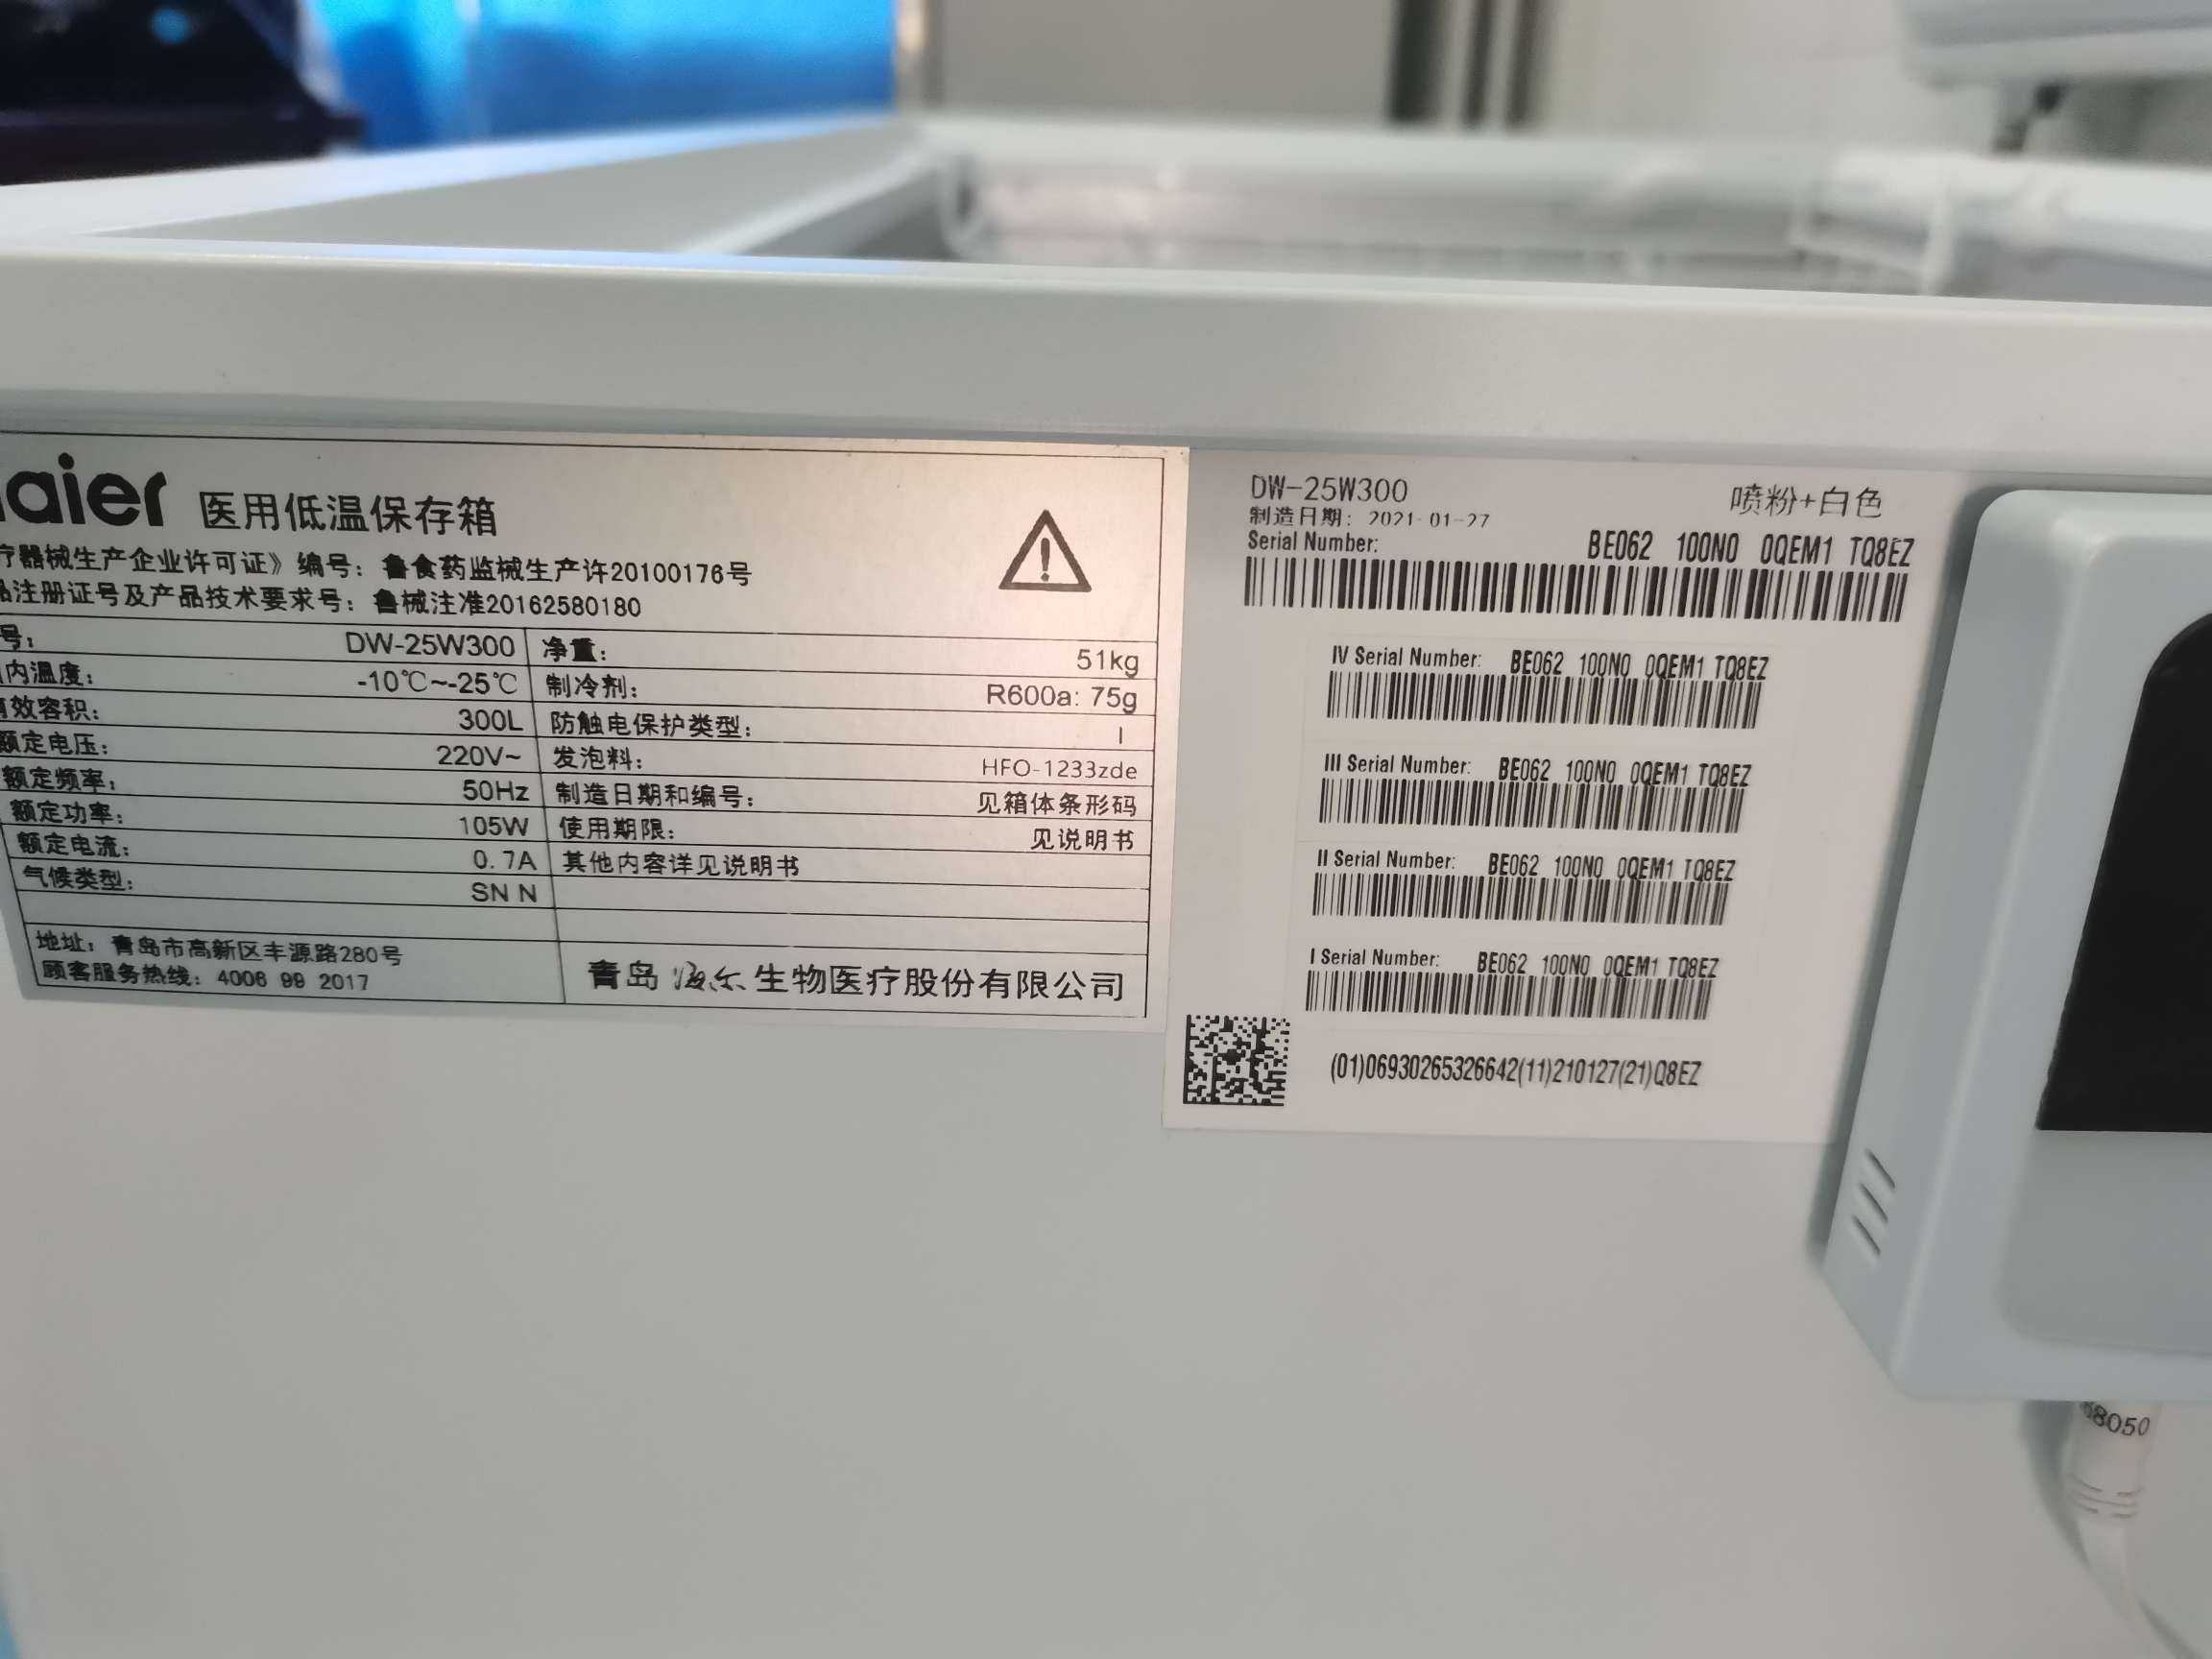 aier 医用低温保存箱
疗器械生产企业许可证》编号：鲁食药监械生产许20100176号
品注册证号及产品技术要求号：鲁械注准20162580180
号： DW-25W300 净重： 51kg
内温度： -10℃~-25℃ 制冷剂： R600a: 75g
有效容积： 300L 防触电保护类型： I
额定电压： 220V~ 发泡料： HFO-1233zde
额定频率： 50Hz 制造日期和编号： 见箱体条形码
额定功率： 105W 使用期限： 见说明书
额定电流： 0.7A 其他内容详见说明书
气候类型： SN N
地址：青岛市高新区丰源路280号
顾客服务热线：4006 99 2017
青岛海尔生物医疗股份有限公司
DW-25W300 喷粉+白色
制造日期：2021-01-27
Serial Number: BE062 100N0 0QEM1 TQ8EZ
IV Serial Number: BE062 100N0 0QEM1 TQ8EZ
III Serial Number: BE062 100N0 0QEM1 TQ8EZ
II Serial Number: BE062 100N0 0QEM1 TQ8EZ
I Serial Number: BE062 100N0 0QEM1 TQ8EZ
(01)06930265326642(11)210127(21)Q8EZ
68050